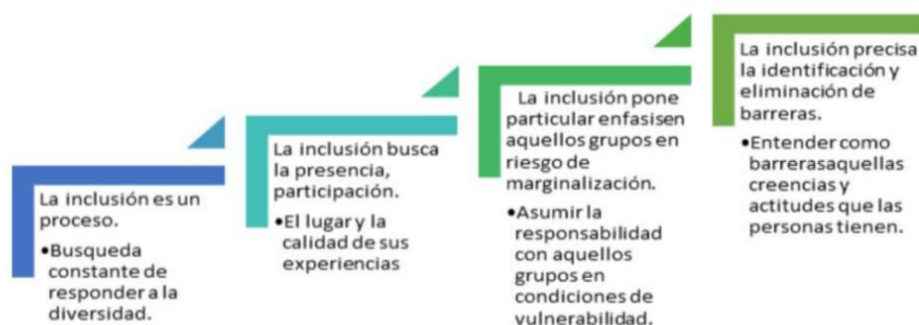 La inclusión es un
proceso.
•Busqueda
constante de
responder a la
diversidad.
La inclusión busca
la presencia,
participación.
•El lugar y la
calidad de sus
experiencias
La inclusión pone
particular enfasisen
aquellos grupos en
riesgo de
marginalización.
•Asumir la
responsabilidad
con aquellos
grupos en
condiciones de
vulnerabilidad.
La inclusión precisa
la identificación y
eliminación de
barreras.
•Entender como
barrerasaquellas
creencias y
actitudes que las
personas tienen.